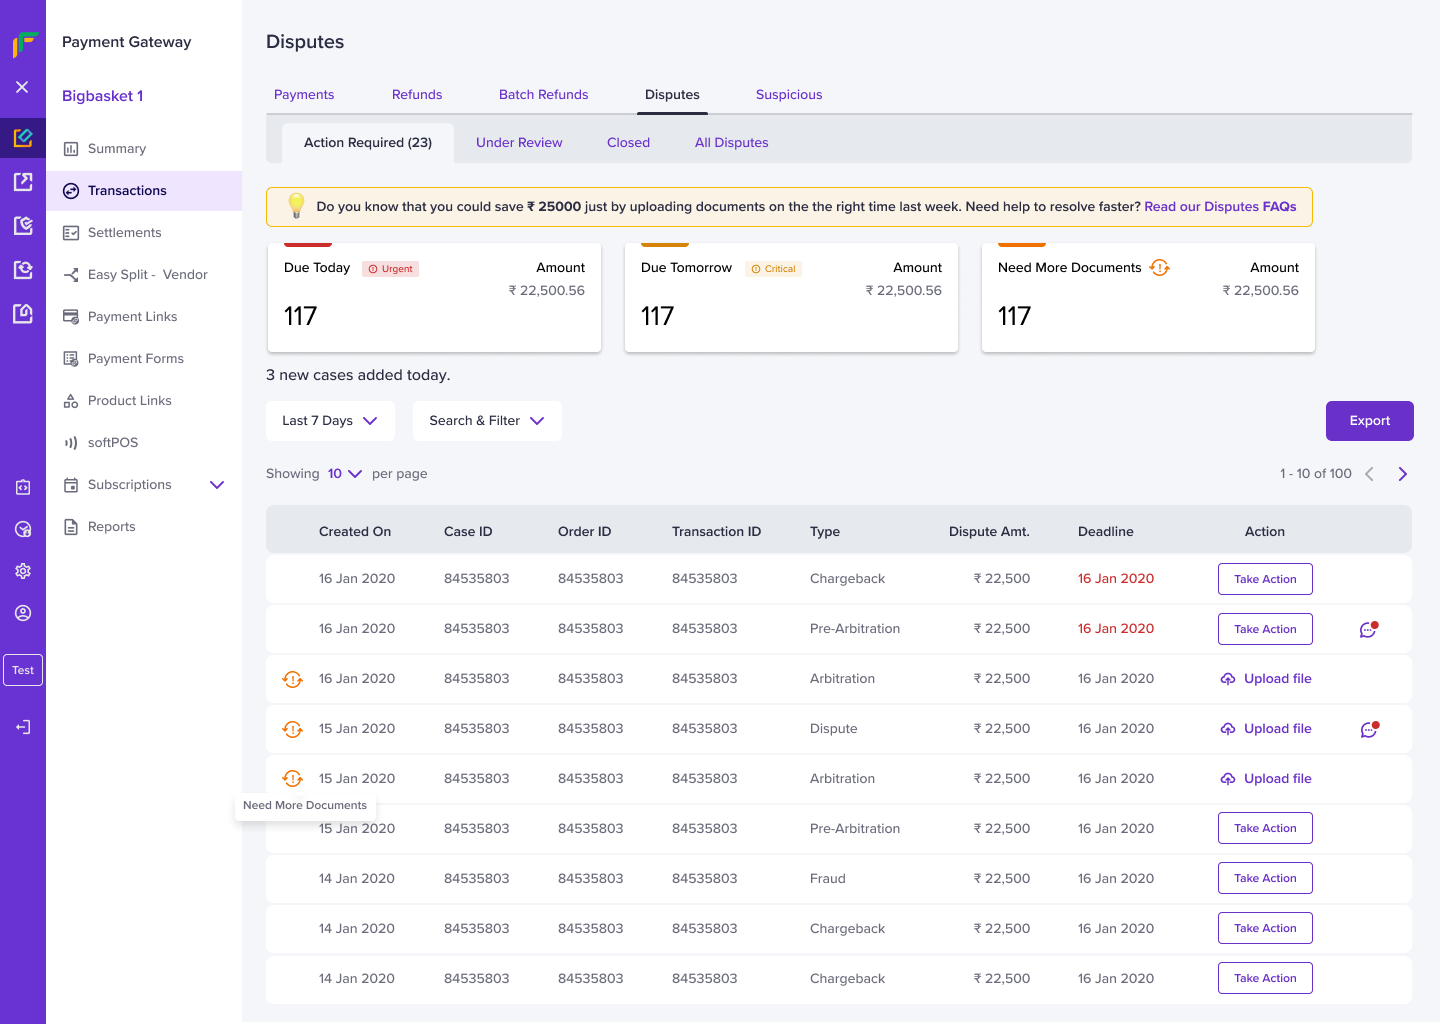 Payment Gateway
Bigbasket 1
Summary
Transactions
Settlements
Easy Split - Vendor
Payment Links
Payment Forms
Product Links
softPOS
Subscriptions
Reports
Test
Disputes
Payments Refunds Batch Refunds Disputes Suspicious
Action Required (23) Under Review Closed All Disputes
Do you know that you could save ₹ 25000 just by uploading documents on the the right time last week. Need help to resolve faster? Read our Disputes FAQs
Due Today Urgent Amount
₹ 22,500.56
117
Due Tomorrow Critical Amount
₹ 22,500.56
117
Need More Documents Amount
₹ 22,500.56
117
3 new cases added today.
Last 7 Days Search & Filter Export
Showing 10 per page 1 - 10 of 100
Created On Case ID Order ID Transaction ID Type Dispute Amt. Deadline Action
16 Jan 2020 84535803 84535803 84535803 Chargeback ₹ 22,500 16 Jan 2020 Take Action
16 Jan 2020 84535803 84535803 84535803 Pre-Arbitration ₹ 22,500 16 Jan 2020 Take Action
16 Jan 2020 84535803 84535803 84535803 Arbitration ₹ 22,500 16 Jan 2020 Upload file
15 Jan 2020 84535803 84535803 84535803 Dispute ₹ 22,500 16 Jan 2020 Upload file
15 Jan 2020 84535803 84535803 84535803 Arbitration ₹ 22,500 16 Jan 2020 Upload file
Need More Documents
15 Jan 2020 84535803 84535803 84535803 Pre-Arbitration ₹ 22,500 16 Jan 2020 Take Action
14 Jan 2020 84535803 84535803 84535803 Fraud ₹ 22,500 16 Jan 2020 Take Action
14 Jan 2020 84535803 84535803 84535803 Chargeback ₹ 22,500 16 Jan 2020 Take Action
14 Jan 2020 84535803 84535803 84535803 Chargeback ₹ 22,500 16 Jan 2020 Take Action